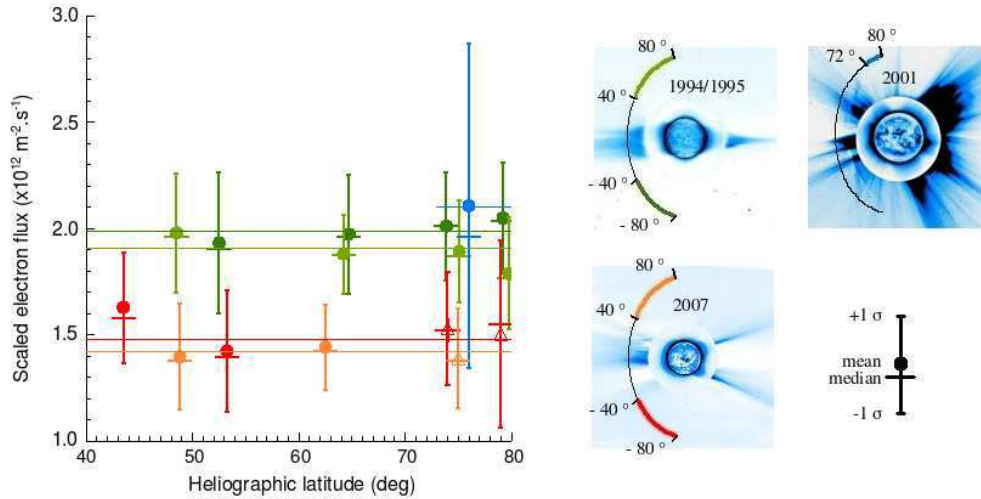 3.0
2.5
2.0
1.5
1.0
Scaled electron flux (x10¹² m⁻².s⁻¹)
40 50 60 70 80
Heliographic latitude (deg)
80 °
40 °
1994/1995
- 40 °
- 80 °
80 °
72 °
2001
80 °
40 °
2007
- 40 °
- 80 °
+1 σ
mean
median
-1 σ